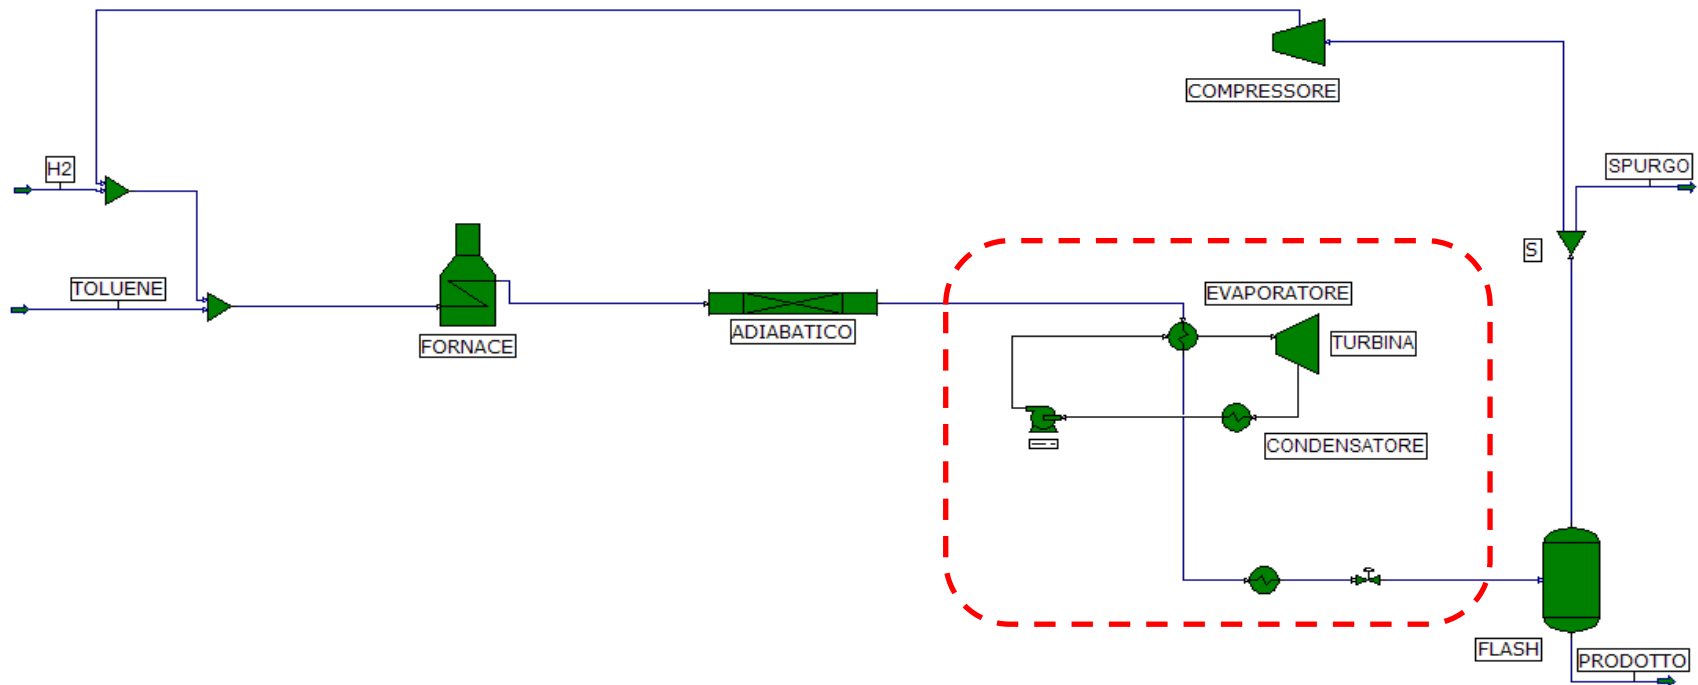 COMPRESSORE
H2
SPURGO
S
TOLUENE
EVAPORATORE
ADIABATICO
TURBINA
FORNACE
CONDENSATORE
FLASH
PRODOTTO